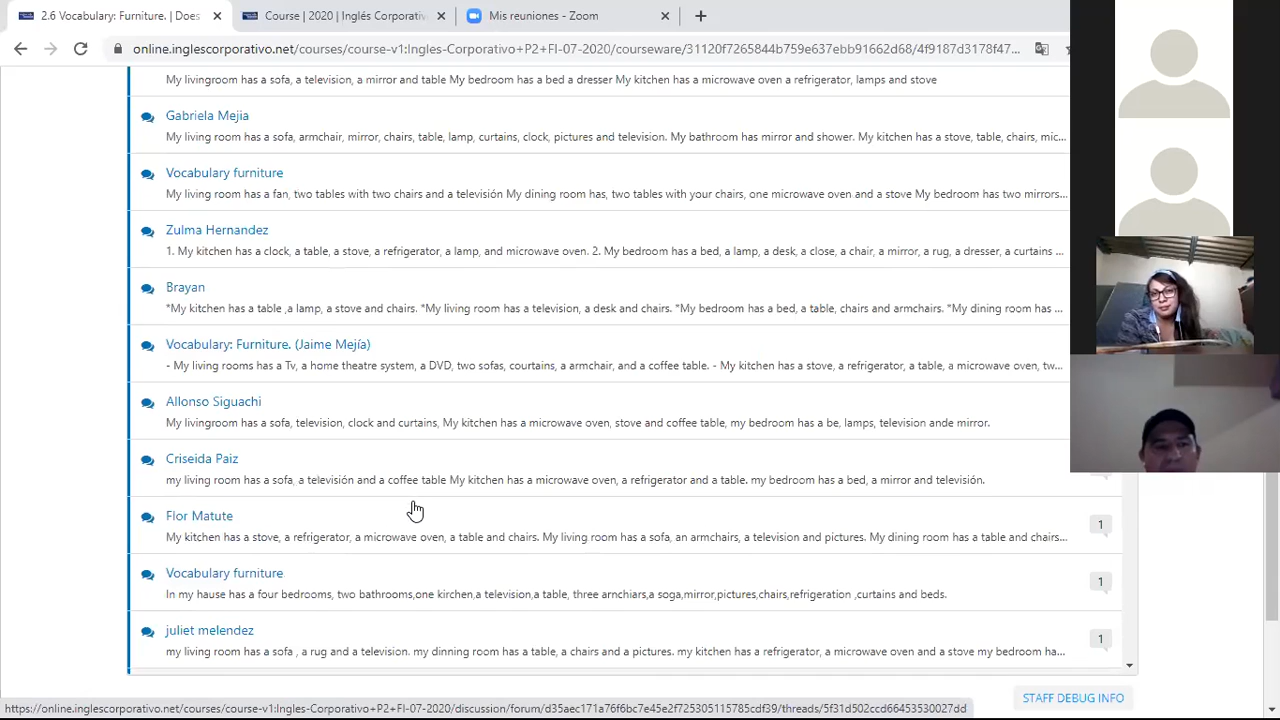 2.6 Vocabulary: Furniture. | Does
Course | 2020 | Inglés Corporativ
Mis reuniones - Zoom
online.inglescorporativo.net/courses/course-v1:Ingles-Corporativo+P2+FI-07-2020/courseware/31120f7265844b759e637ebb91662d68/4f9187d3178f47...
My livingroom has a sofa, a television, a mirror and table My bedroom has a bed a dresser My kitchen has a microwave oven a refrigerator, lamps and stove
Gabriela Mejia
My living room has a sofa, armchair, mirror, chairs, table, lamp, curtains, clock, pictures and television. My bathroom has mirror and shower. My kitchen has a stove, table, chairs, mic...
Vocabulary furniture
My living room has a fan, two tables with two chairs and a televisión My dining room has, two tables with your chairs, one microwave oven and a stove My bedroom has two mirrors...
Zulma Hernandez
1. My kitchen has a clock, a table, a stove, a refrigerator, a lamp, and microwave oven. 2. My bedroom has a bed, a lamp, a desk, a close, a chair, a mirror, a rug, a dresser, a curtains ...
Brayan
*My kitchen has a table ,a lamp, a stove and chairs. *My living room has a television, a desk and chairs. *My bedroom has a bed, a table, chairs and armchairs. *My dining room has ...
Vocabulary: Furniture. (Jaime Mejía)
- My living rooms has a Tv, a home theatre system, a DVD, two sofas, courtains, a armchair, and a coffee table. - My kitchen has a stove, a refrigerator, a table, a microwave oven, tw...
Allonso Siguachi
My livingroom has a sofa, television, clock and curtains, My kitchen has a microwave oven, stove and coffee table, my bedroom has a be, lamps, television ande mirror.
Criseida Paiz
my living room has a sofa, a televisión and a coffee table My kitchen has a microwave oven, a refrigerator and a table. my bedroom has a bed, a mirror and televisión.
Flor Matute
1
My kitchen has a stove, a refrigerator, a microwave oven, a table and chairs. My living room has a sofa, an armchairs, a television and pictures. My dining room has a table and chairs...
Vocabulary furniture
1
In my hause has a four bedrooms, two bathrooms,one kirchen,a television,a table, three arnchiars,a soga,mirror,pictures,chairs,refrigeration ,curtains and beds.
juliet melendez
1
my living room has a sofa , a rug and a television. my dinning room has a table, a chairs and a pictures. my kitchen has a refrigerator, a microwave oven and a stove my bedroom ha...
STAFF DEBUG INFO
https://online.inglescorporativo.net/courses/course-v1:Ingles-Corporativo+P2+FI-07-2020/discussion/forum/d35aec171a76f6bc7e45e2f725305115785cdf39/threads/5f31d502ccd66453530027dd